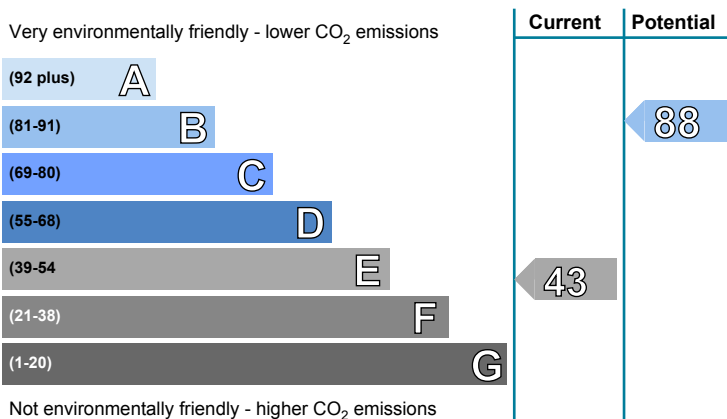 Current Potential
Very environmentally friendly - lower CO₂ emissions
(92 plus) A
(81-91) B
88
(69-80) C
(55-68) D
(39-54 E
43
(21-38) F
(1-20) G
Not environmentally friendly - higher CO₂ emissions